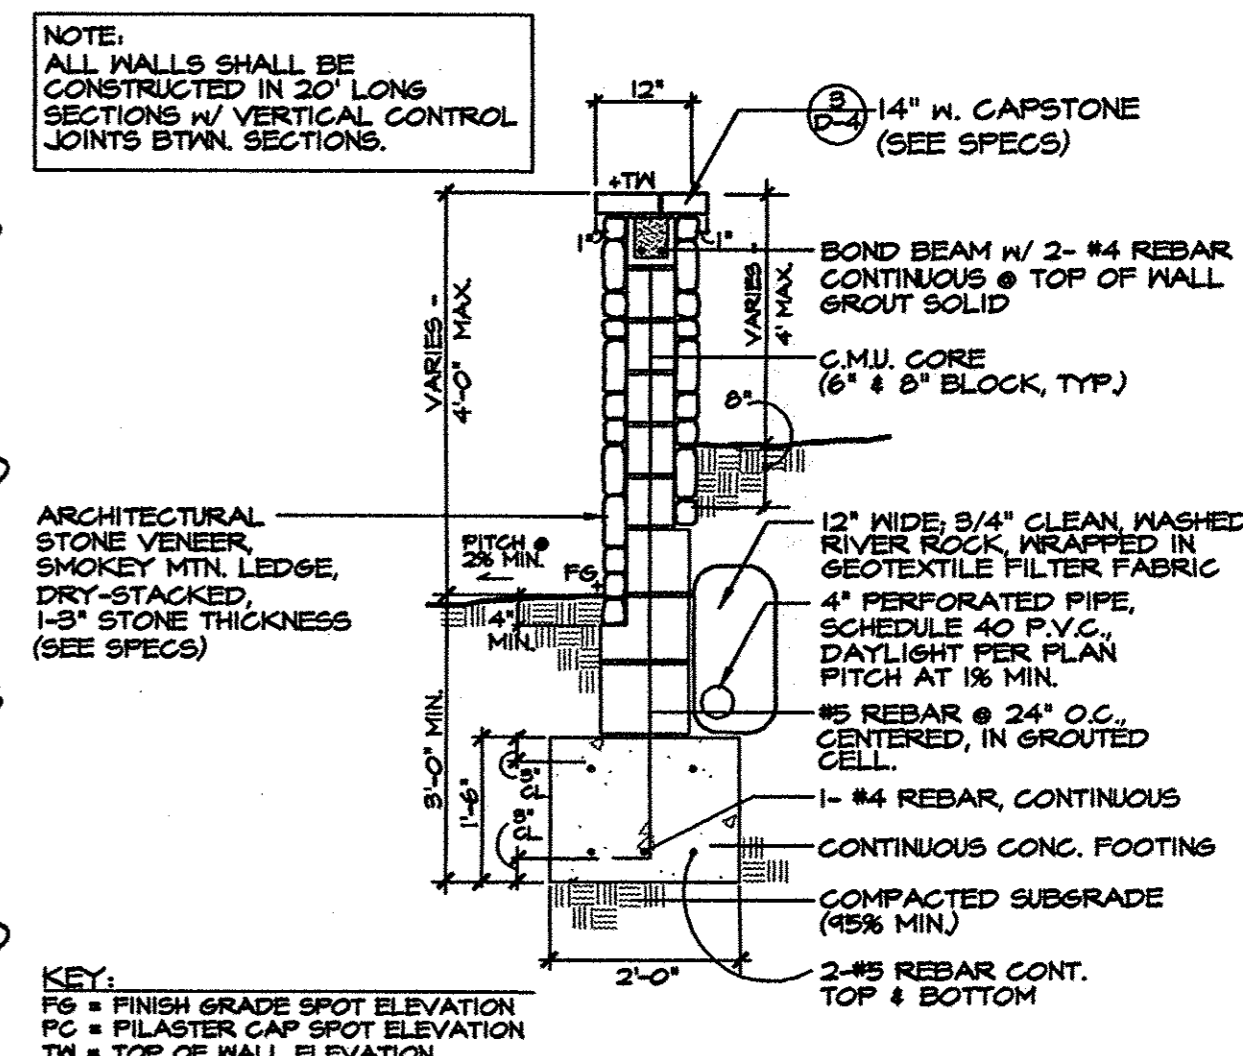 NOTE:
ALL WALLS SHALL BE
CONSTRUCTED IN 20' LONG
SECTIONS W/ VERTICAL CONTROL
JOINTS BTWN. SECTIONS.
12"
3
D-4
14" W. CAPSTONE
(SEE SPECS)
+TW
1"
1"
BOND BEAM W/ 2- #4 REBAR
CONTINUOUS @ TOP OF WALL
GROUT SOLID
VARIES -
4'-0" MAX.
VARIES -
4' MAX.
C.M.U. CORE
(6" & 8" BLOCK, TYP.)
8"
ARCHITECTURAL
STONE VENEER,
SMOKEY MTN. LEDGE,
DRY-STACKED,
1-3" STONE THICKNESS
(SEE SPECS)
PITCH @
2% MIN.
FG
+
4"
MIN.
12" WIDE; 3/4" CLEAN, WASHED
RIVER ROCK, WRAPPED IN
GEOTEXTILE FILTER FABRIC
4" PERFORATED PIPE,
SCHEDULE 40 P.V.C.,
DAYLIGHT PER PLAN
PITCH AT 1% MIN.
#5 REBAR @ 24" O.C.,
CENTERED, IN GROUTED
CELL.
3'-0" MIN.
1'-6"
3"
CL
3"
CL
1- #4 REBAR, CONTINUOUS
CONTINUOUS CONC. FOOTING
COMPACTED SUBGRADE
(95% MIN.)
2'-0"
2-#5 REBAR CONT.
TOP & BOTTOM
KEY:
FG = FINISH GRADE SPOT ELEVATION
PC = PILASTER CAP SPOT ELEVATION
TW = TOP OF WALL ELEVATION